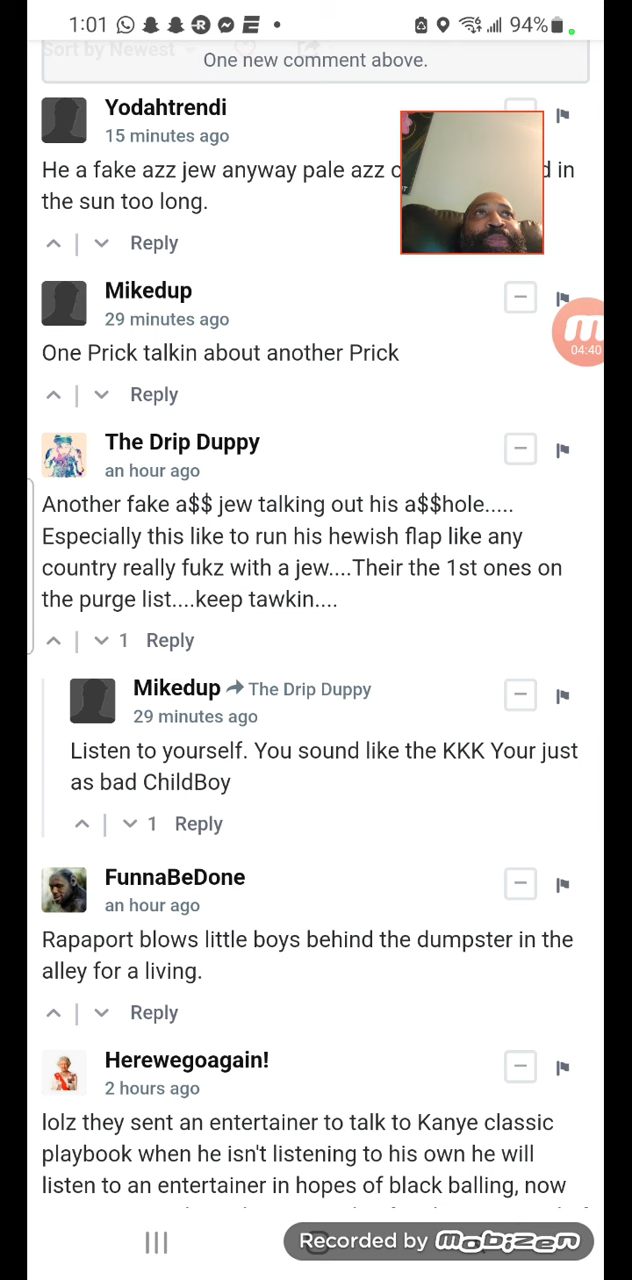 1:01
94%
Sort by Newest
One new comment above.
Yodahtrendi
15 minutes ago
He a fake azz jew anyway pale azz d in
the sun too long.
Reply
Mikedup
29 minutes ago
m
04:40
One Prick talkin about another Prick
Reply
The Drip Duppy
an hour ago
Another fake a$$ jew talking out his a$$hole.....
Especially this like to run his hewish flap like any
country really fukz with a jew....Their the 1st ones on
the purge list....keep tawkin....
1 Reply
Mikedup The Drip Duppy
29 minutes ago
Listen to yourself. You sound like the KKK Your just
as bad ChildBoy
1 Reply
FunnaBeDone
an hour ago
Rapaport blows little boys behind the dumpster in the
alley for a living.
Reply
Herewegoagain!
2 hours ago
lolz they sent an entertainer to talk to Kanye classic
playbook when he isn't listening to his own he will
listen to an entertainer in hopes of black balling, now
Recorded by mobizen